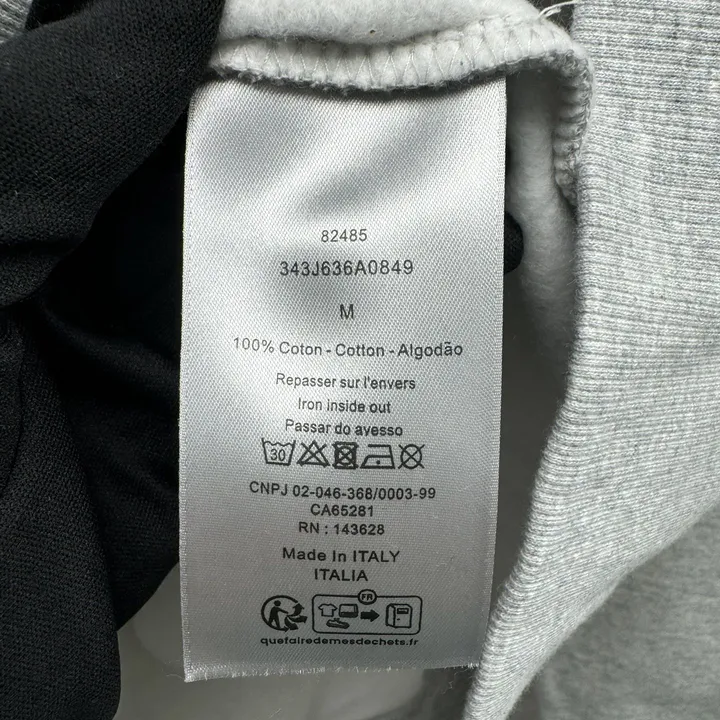 82485
343J636A0849
M
100% Coton - Cotton - Algodão
Repasser sur l'envers
Iron inside out
Passar do avesso
30
CNPJ 02-046-368/0003-99
CA65281
RN : 143628
Made In ITALY
ITALIA
FR
quefairedemesdechets.fr